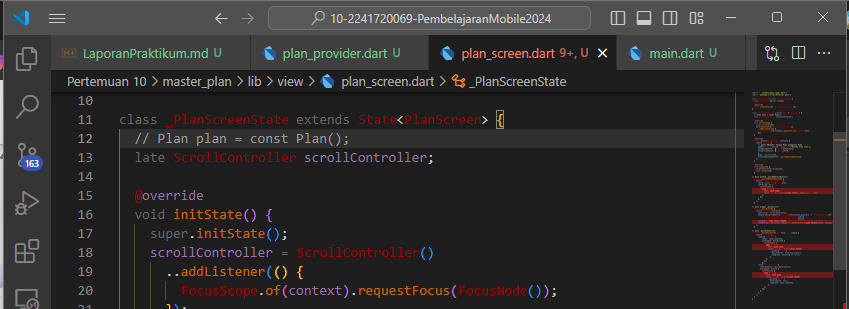 10-2241720069-PembelajaranMobile2024
LaporanPraktikum.md U
plan_provider.dart U
plan_screen.dart 9+, U
main.dart U
Pertemuan 10 > master_plan > lib > view > plan_screen.dart > _PlanScreenState
10
11 class _PlanScreenState extends State<PlanScreen> {
12 // Plan plan = const Plan();
13 late ScrollController scrollController;
14
15 @override
16 void initState() {
17 super.initState();
18 scrollController = ScrollController()
19 ..addListener(() {
20 FocusScope.of(context).requestFocus(FocusNode());
21 });
163